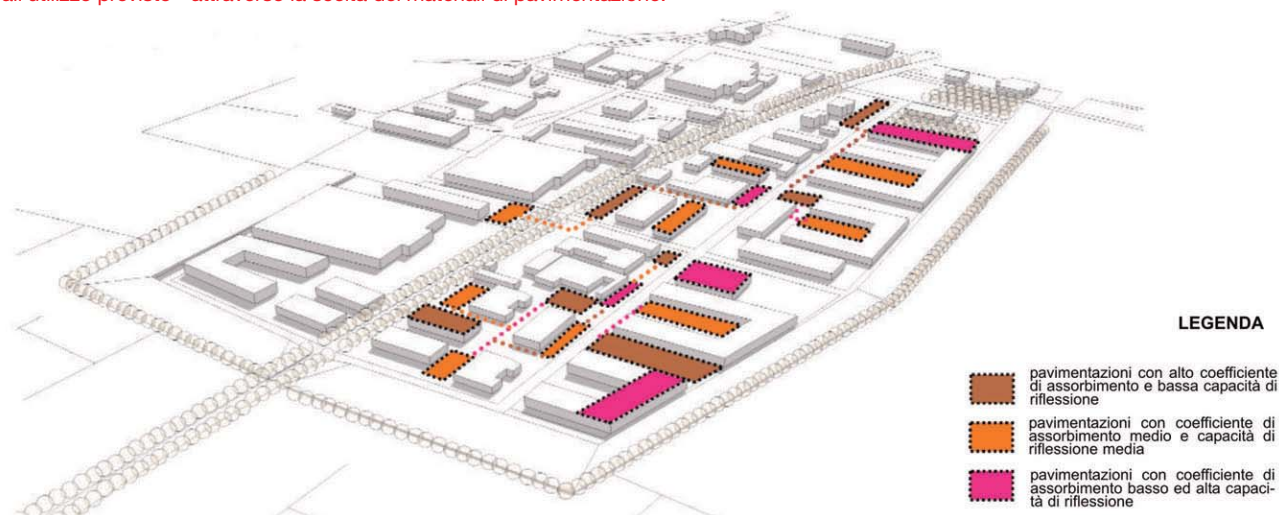 all'utilizzo previsto - attraverso la scelta dei materiali di pavimentazione.
LEGENDA
pavimentazioni con alto coefficiente
di assorbimento e bassa capacità di
riflessione
pavimentazioni con coefficiente di
assorbimento medio e capacità di
riflessione media
pavimentazioni con coefficiente di
assorbimento basso ed alta capaci-
tà di riflessione